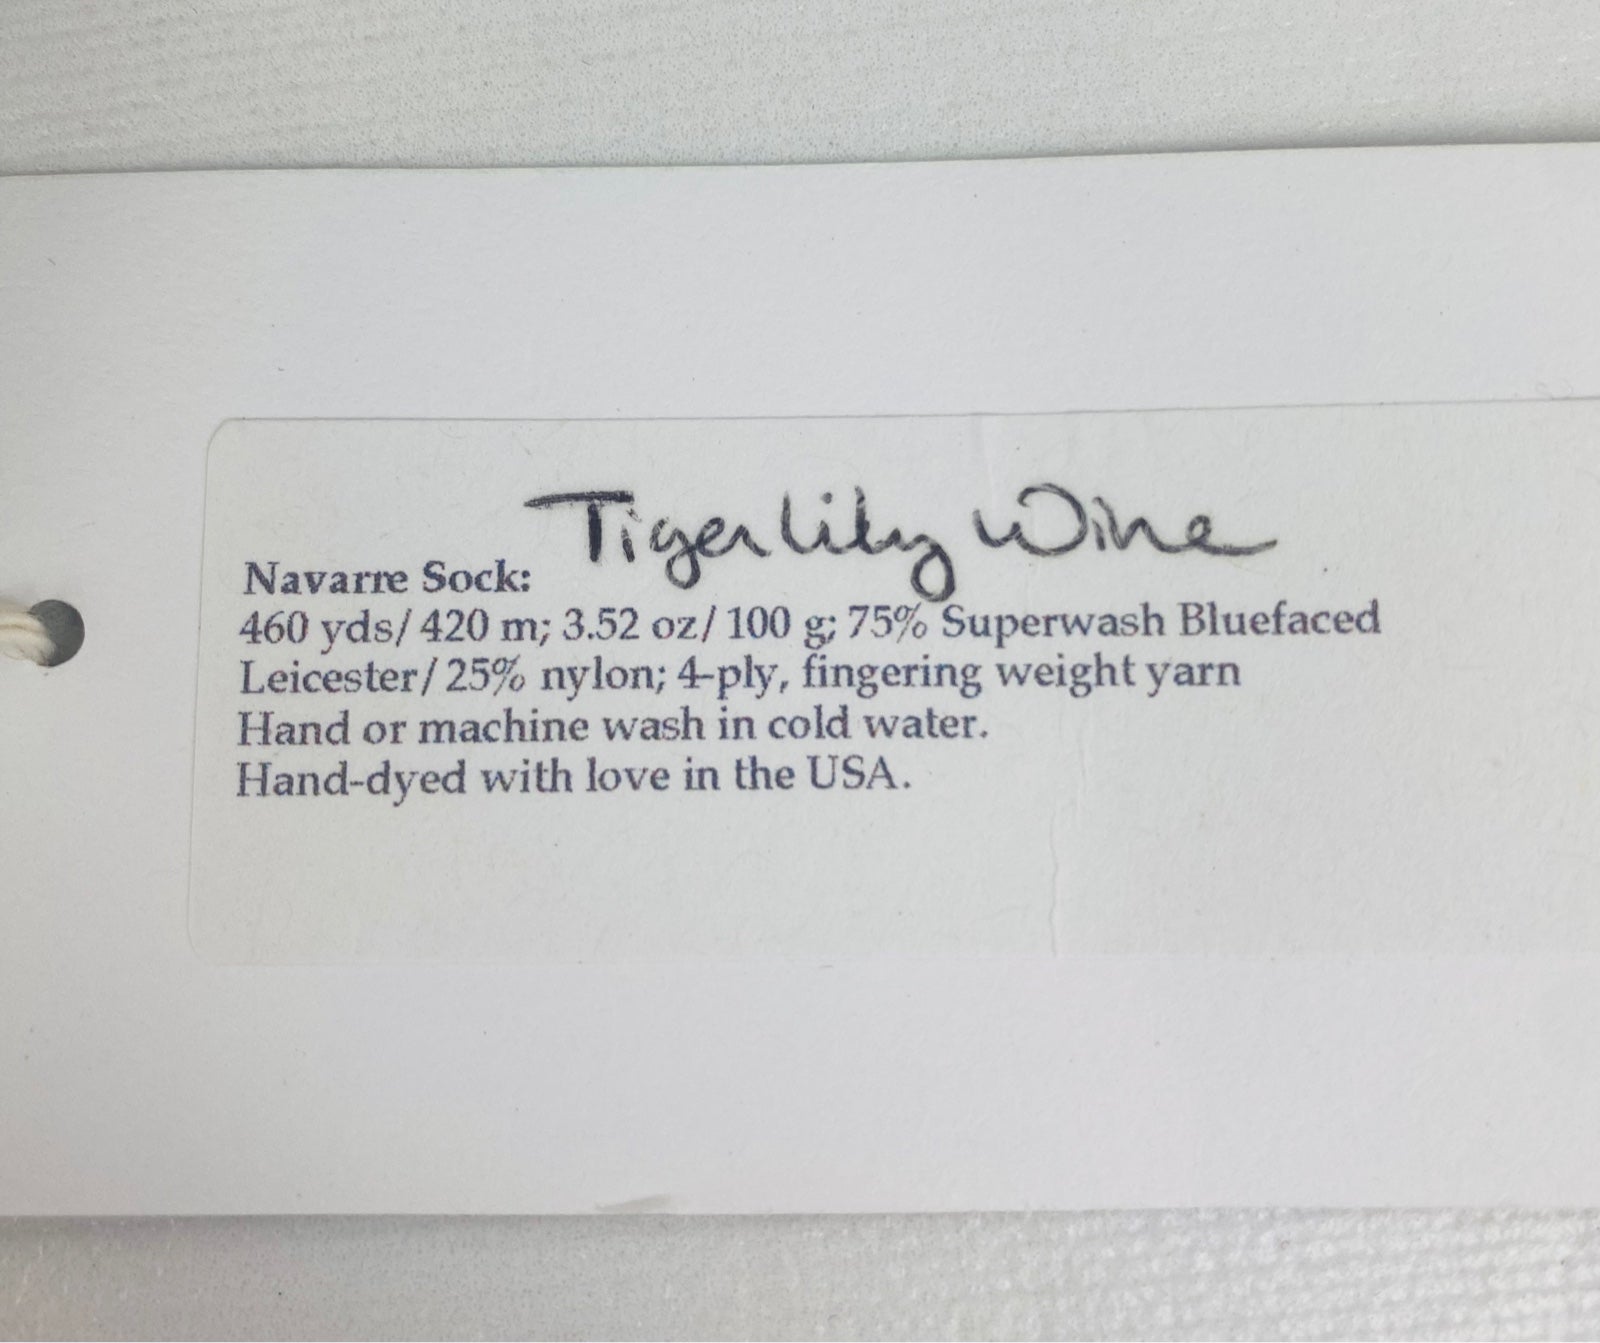 Tigerlily Wine
Navarre Sock:
460 yds/ 420 m; 3.52 oz/ 100 g; 75% Superwash Bluefaced
Leicester/ 25% nylon; 4-ply, fingering weight yarn
Hand or machine wash in cold water.
Hand-dyed with love in the USA.